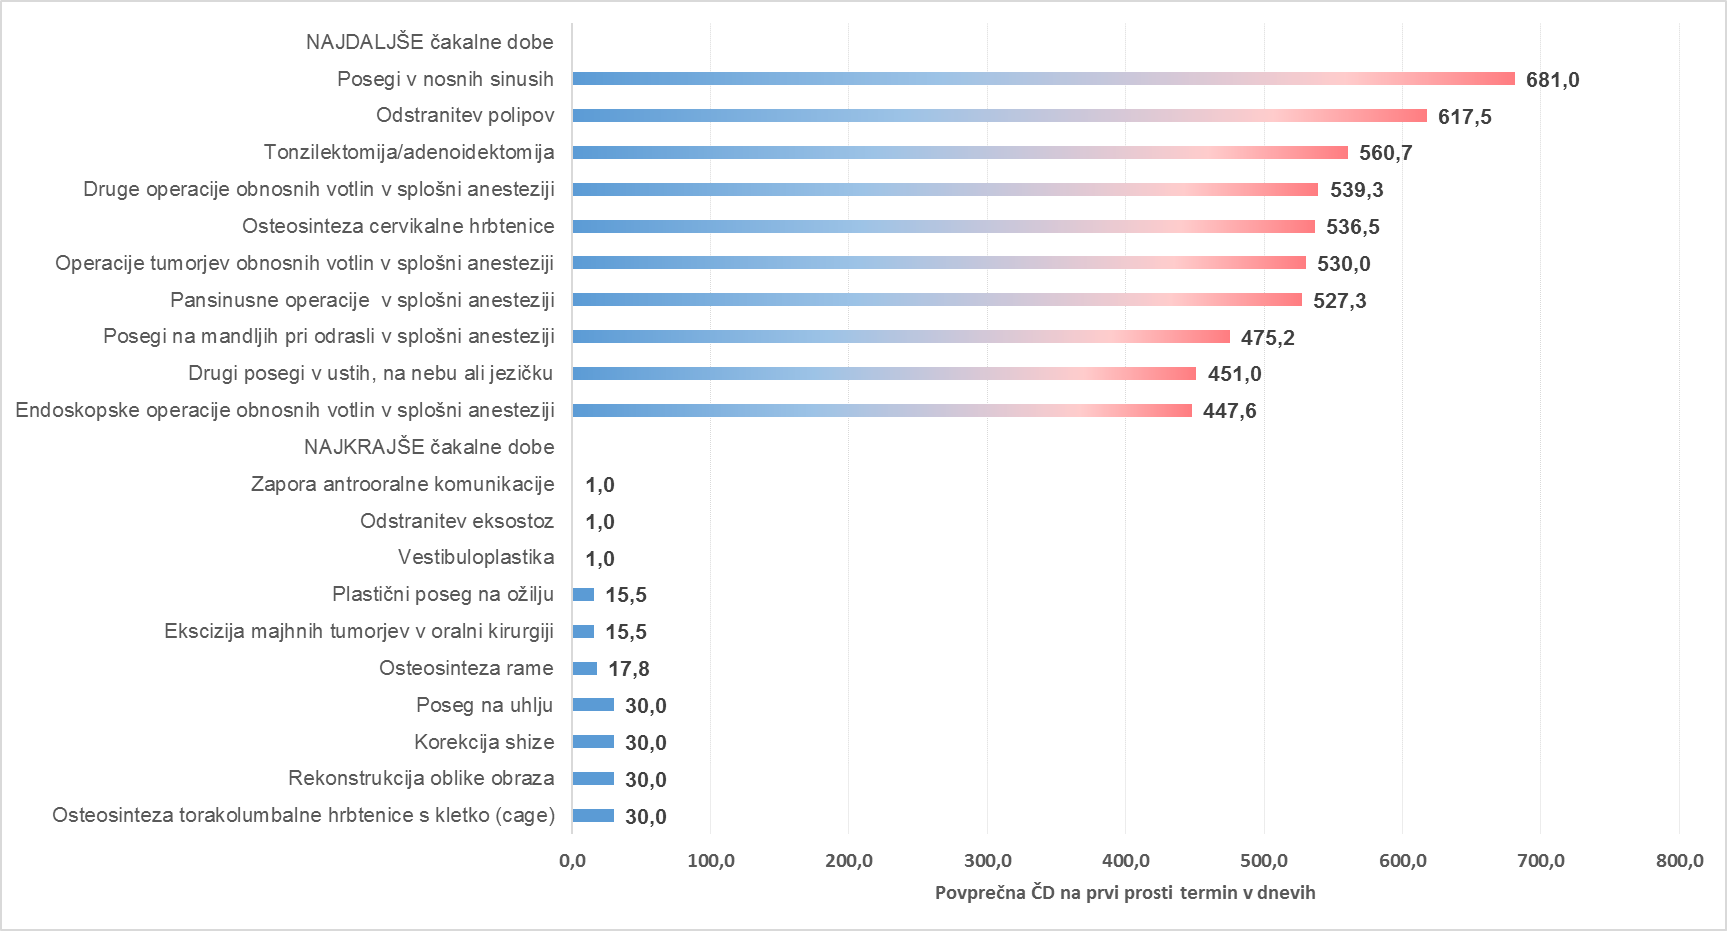 NAJDALJŠE čakalne dobe
Posegi v nosnih sinusih 681,0
Odstranitev polipov 617,5
Tonzilektomija/adenoidektomija 560,7
Druge operacije obnosnih votlin v splošni anesteziji 539,3
Osteosinteza cervikalne hrbtenice 536,5
Operacije tumorjev obnosnih votlin v splošni anesteziji 530,0
Pansinusne operacije  v splošni anesteziji 527,3
Posegi na mandljih pri odrasli v splošni anesteziji 475,2
Drugi posegi v ustih, na nebu ali jezičku 451,0
Endoskopske operacije obnosnih votlin v splošni anesteziji 447,6
NAJKRAJŠE čakalne dobe
Zapora antrooralne komunikacije 1,0
Odstranitev eksostoz 1,0
Vestibuloplastika 1,0
Plastični poseg na ožilju 15,5
Ekscizija majhnih tumorjev v oralni kirurgiji 15,5
Osteosinteza rame 17,8
Poseg na uhlju 30,0
Korekcija shize 30,0
Rekonstrukcija oblike obraza 30,0
Osteosinteza torakolumbalne hrbtenice s kletko (cage) 30,0
0,0 100,0 200,0 300,0 400,0 500,0 600,0 700,0 800,0
Povprečna ČD na prvi prosti termin v dnevih